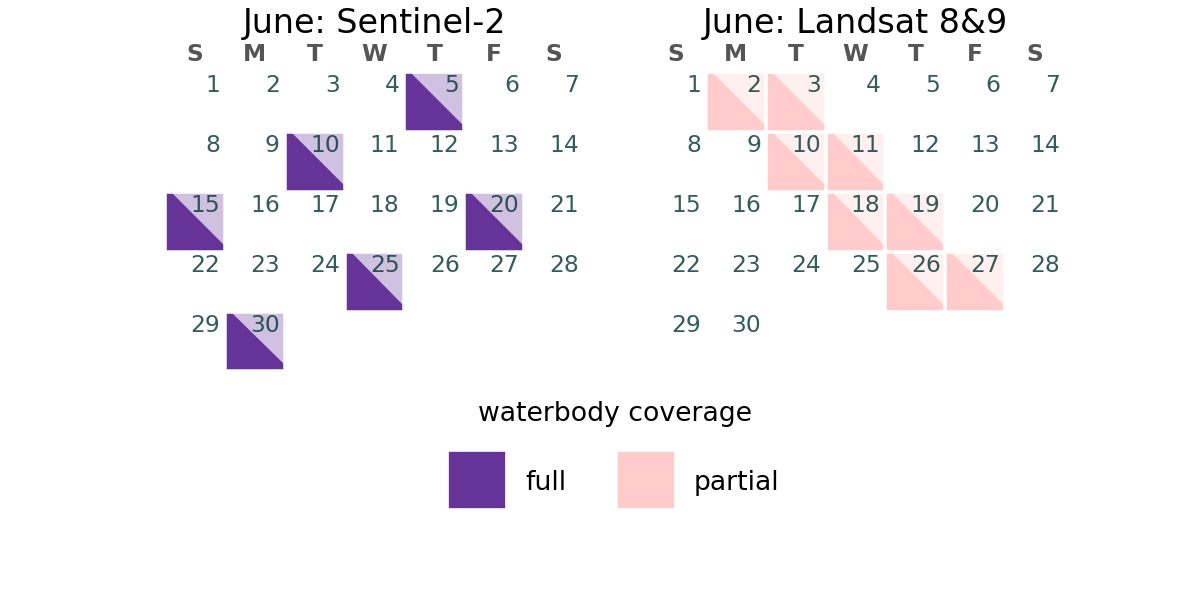 June: Sentinel-2
S M T W T F S
1 2 3 4 5 6 7
8 9 10 11 12 13 14
15 16 17 18 19 20 21
22 23 24 25 26 27 28
29 30
June: Landsat 8&9
S M T W T F S
1 2 3 4 5 6 7
8 9 10 11 12 13 14
15 16 17 18 19 20 21
22 23 24 25 26 27 28
29 30
waterbody coverage
full partial